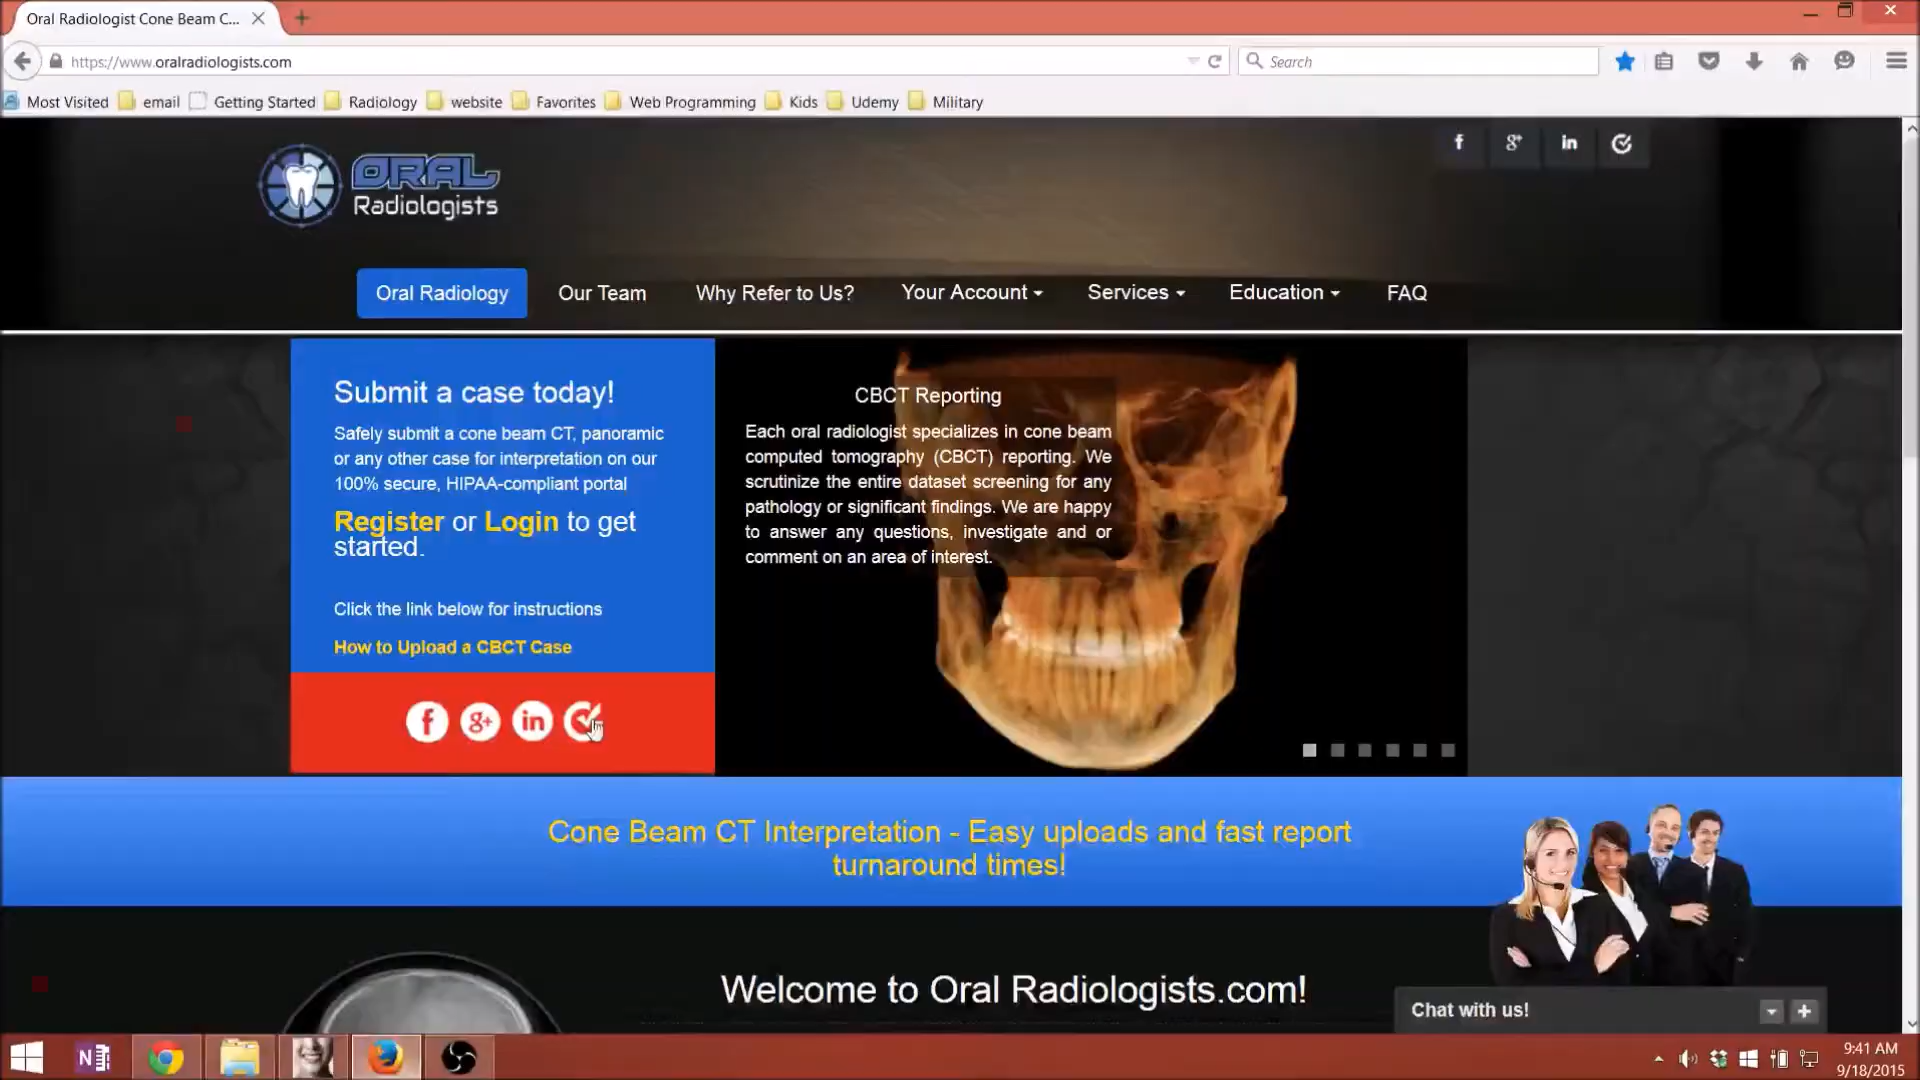 Oral Radiologist Cone Beam C...
https://www.oralradiologists.com
Search
Most Visited email Getting Started Radiology website Favorites Web Programming Kids Udemy Military
ORAL
Radiologists
f g+ in
Oral Radiology Our Team Why Refer to Us? Your Account Services Education FAQ
Submit a case today!
Safely submit a cone beam CT, panoramic
or any other case for interpretation on our
100% secure, HIPAA-compliant portal
Register or Login to get
started.
Click the link below for instructions
How to Upload a CBCT Case
f g+ in
CBCT Reporting
Each oral radiologist specializes in cone beam
computed tomography (CBCT) reporting. We
scrutinize the entire dataset screening for any
pathology or significant findings. We are happy
to answer any questions, investigate and or
comment on an area of interest.
Cone Beam CT Interpretation - Easy uploads and fast report
turnaround times!
Welcome to Oral Radiologists.com!
Chat with us!
N
9:41 AM
9/18/2015